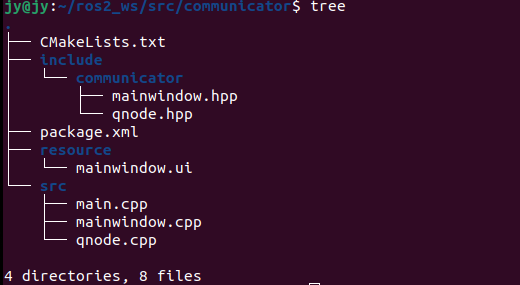 jy@jy:~/ros2_ws/src/communicator$ tree
.
├── CMakeLists.txt
├── include
│   └── communicator
│       ├── mainwindow.hpp
│       └── qnode.hpp
├── package.xml
├── resource
│   └── mainwindow.ui
└── src
    ├── main.cpp
    ├── mainwindow.cpp
    └── qnode.cpp
4 directories, 8 files